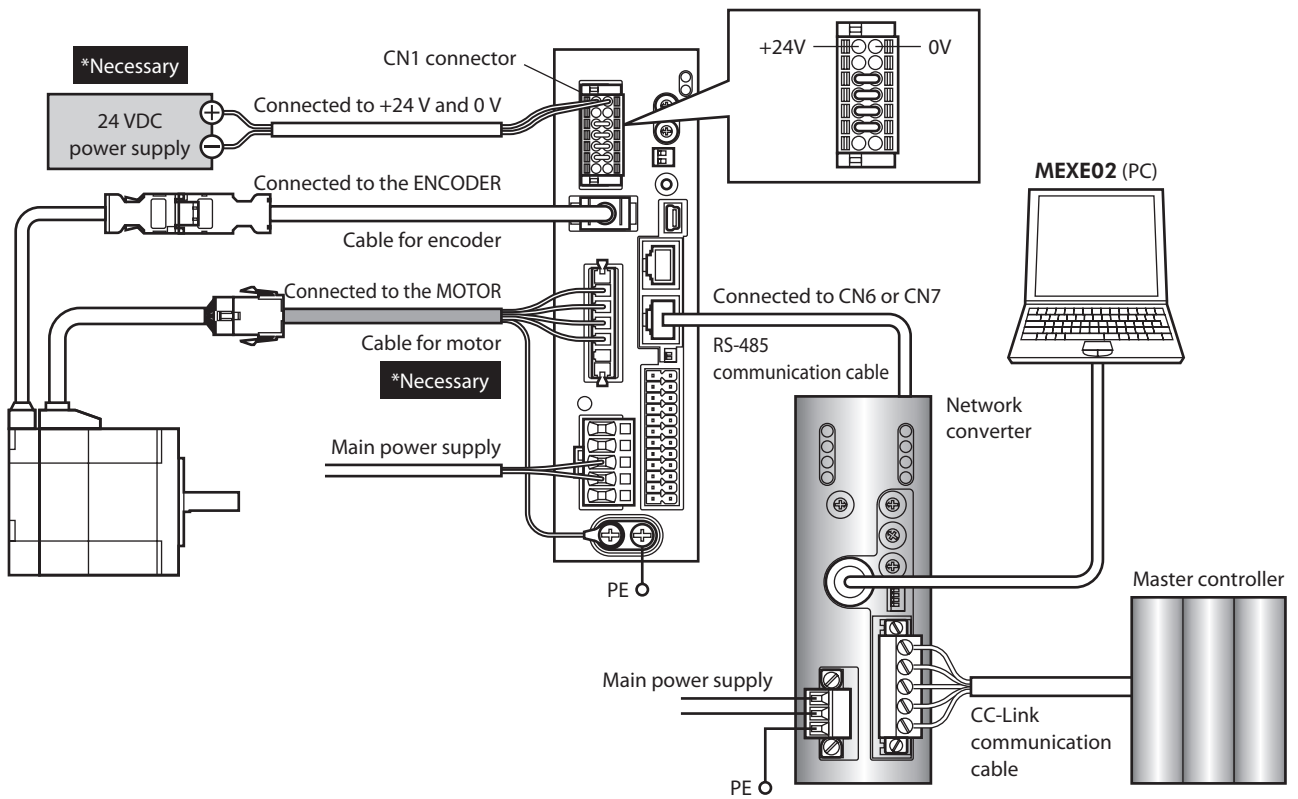 *Necessary
24 VDC
power supply
CN1 connector
Connected to +24 V and 0 V
+24V
0V
Connected to the ENCODER
Cable for encoder
Connected to the MOTOR
Cable for motor
*Necessary
Main power supply
PE
Connected to CN6 or CN7
RS-485
communication cable
MEXE02 (PC)
Network
converter
Master controller
Main power supply
PE
CC-Link
communication
cable